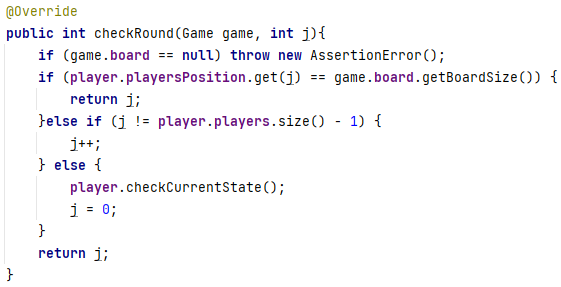 @Override
public int checkRound(Game game, int j){
    if (game.board == null) throw new AssertionError();
    if (player.playersPosition.get(j) == game.board.getBoardSize()) {
        return j;
    }else if (j != player.players.size() - 1) {
        j++;
    } else {
        player.checkCurrentState();
        j = 0;
    }
    return j;
}